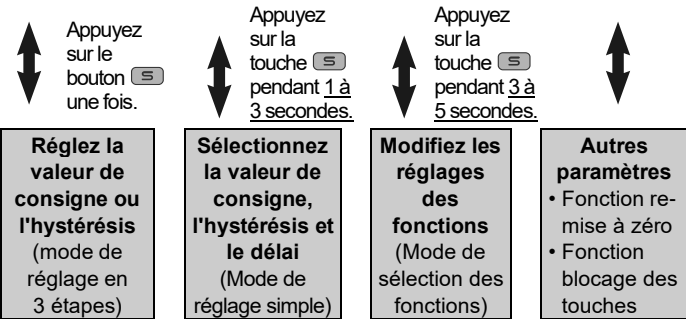 Appuyez
sur le
bouton S
une fois.
Appuyez
sur la
touche S
pendant 1 à
3 secondes.
Appuyez
sur la
touche S
pendant 3 à
5 secondes.
Réglez la
valeur de
consigne ou
l'hystérésis
(mode de
réglage en
3 étapes)
Sélectionnez
la valeur de
consigne,
l'hystérésis et
le délai
(Mode de
réglage simple)
Modifiez les
réglages
des
fonctions
(Mode de
sélection des
fonctions)
Autres
paramètres
• Fonction re-
mise à zéro
• Fonction
blocage des
touches